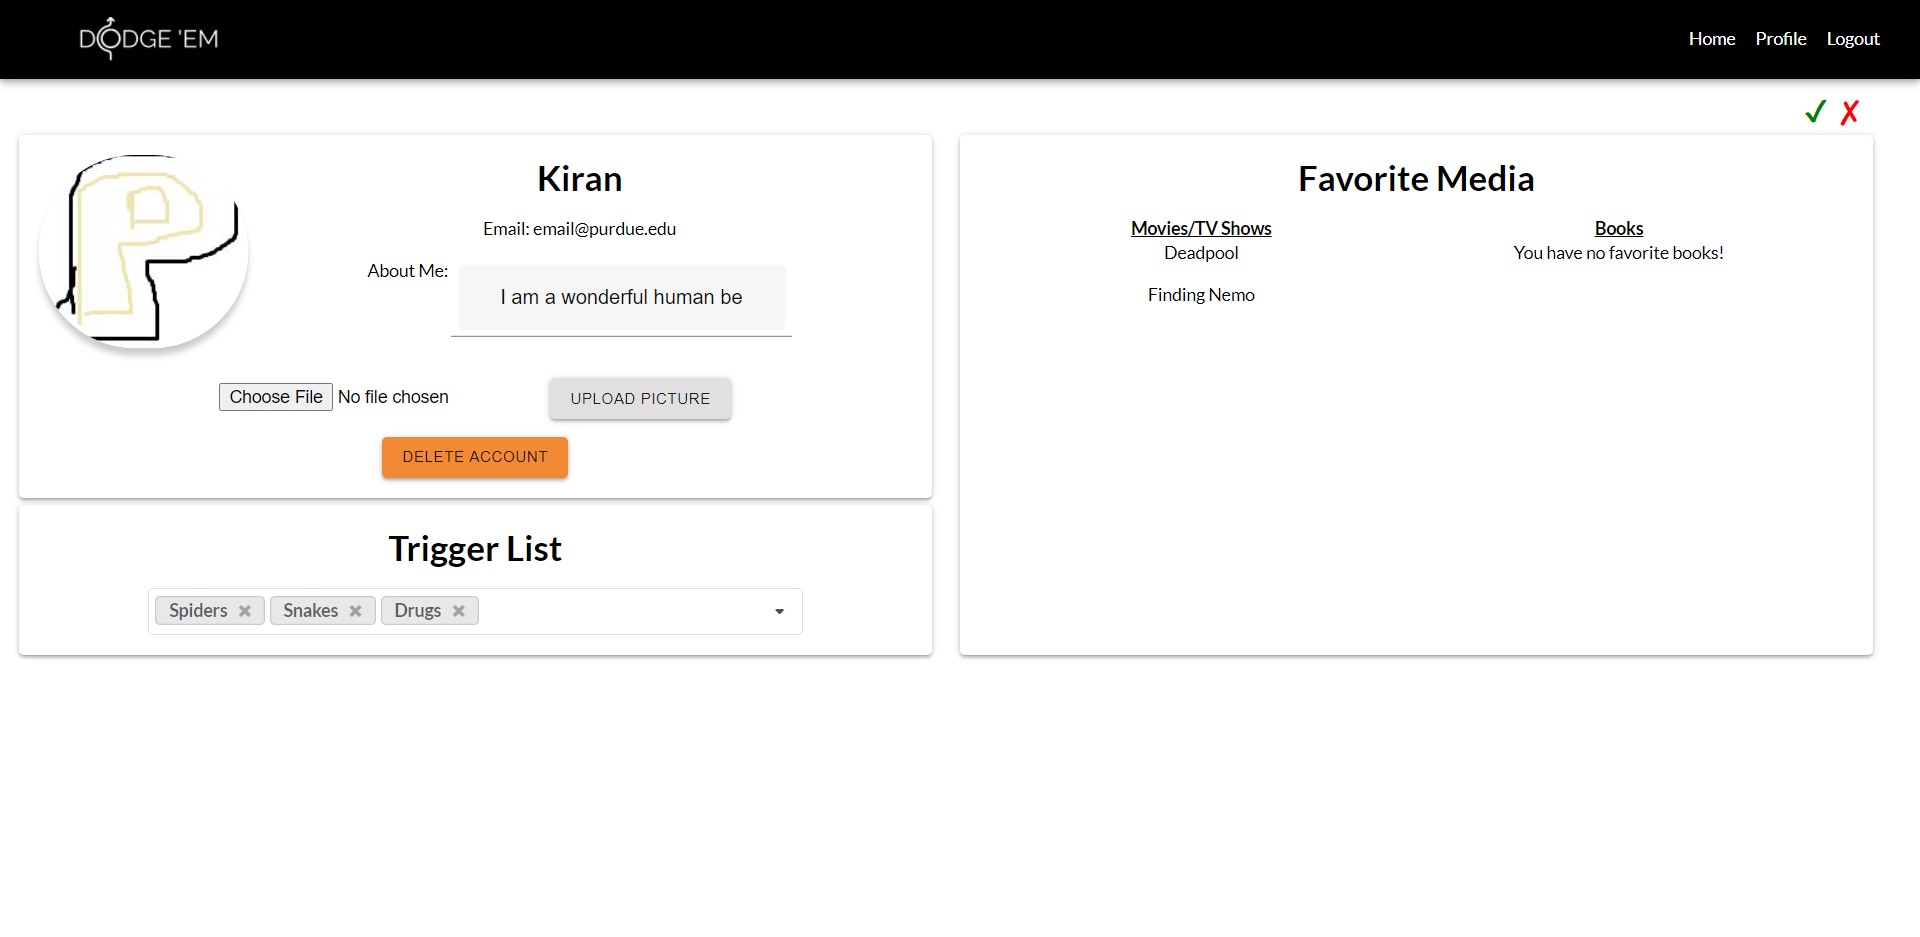 DODGE 'EM
Home Profile Logout
✓ ✗
Kiran
Email: email@purdue.edu
About Me: I am a wonderful human be
Choose File No file chosen
UPLOAD PICTURE
DELETE ACCOUNT
Trigger List
Spiders Snakes Drugs
Favorite Media
Movies/TV Shows
Deadpool
Finding Nemo
Books
You have no favorite books!